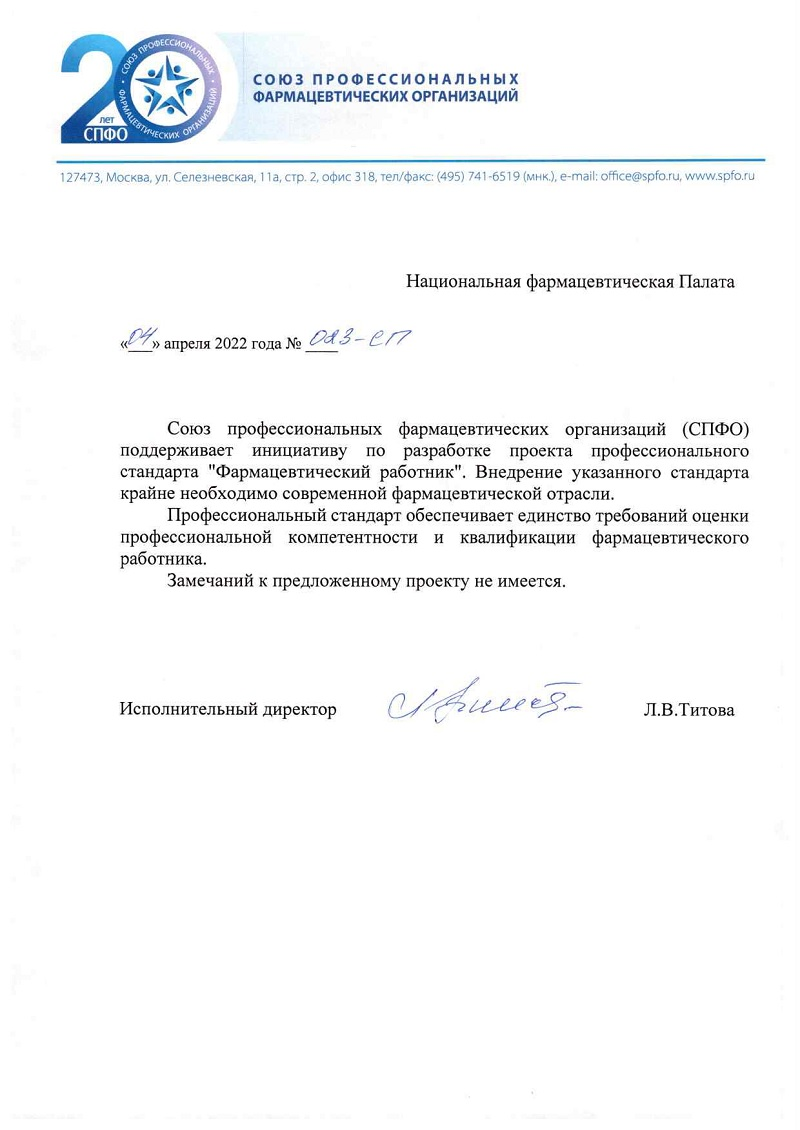 20
лет
СПФО
СОЮЗ ПРОФЕССИОНАЛЬНЫХ
ФАРМАЦЕВТИЧЕСКИХ ОРГАНИЗАЦИЙ
СОЮЗ ПРОФЕССИОНАЛЬНЫХ
ФАРМАЦЕВТИЧЕСКИХ ОРГАНИЗАЦИЙ
127473, Москва, ул. Селезневская, 11а, стр. 2, офис 318, тел/факс: (495) 741-6519 (мнк.), e-mail: office@spfo.ru, www.spfo.ru
Национальная фармацевтическая Палата
«04» апреля 2022 года № 023-СП
Союз профессиональных фармацевтических организаций (СПФО)
поддерживает инициативу по разработке проекта профессионального
стандарта "Фармацевтический работник". Внедрение указанного стандарта
крайне необходимо современной фармацевтической отрасли.
Профессиональный стандарт обеспечивает единство требований оценки
профессиональной компетентности и квалификации фармацевтического
работника.
Замечаний к предложенному проекту не имеется.
Исполнительный директор Л.В.Титова